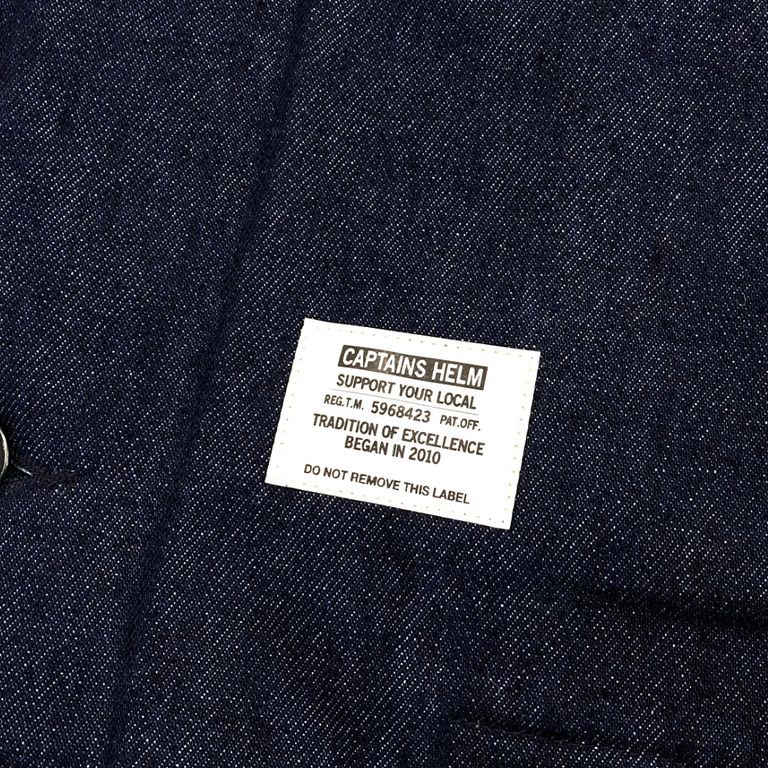 CAPTAINS HELM
SUPPORT YOUR LOCAL
REG.T.M. 5968423 PAT.OFF.
TRADITION OF EXCELLENCE
BEGAN IN 2010
DO NOT REMOVE THIS LABEL